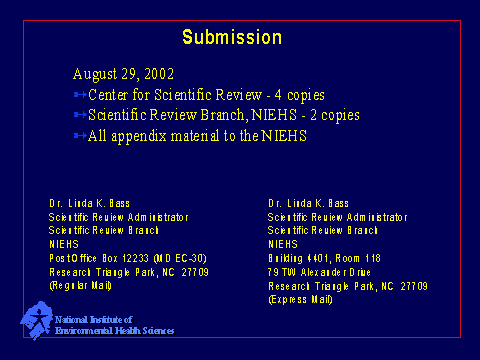 Submission
August 29, 2002
Center for Scientific Review - 4 copies
Scientific Review Branch, NIEHS - 2 copies
All appendix material to the NIEHS
Dr. Linda K. Bass
Scientific Review Administrator
Scientific Review Branch
NIEHS
Post Office Box 12233 (MD EC-30)
Research Triangle Park, NC 27709
(Regular Mail)
Dr. Linda K. Bass
Scientific Review Administrator
Scientific Review Branch
NIEHS
Building 4401, Room 118
79 TW Alexander Drive
Research Triangle Park, NC 27709
(Express Mail)
National Institute of
Environmental Health Sciences